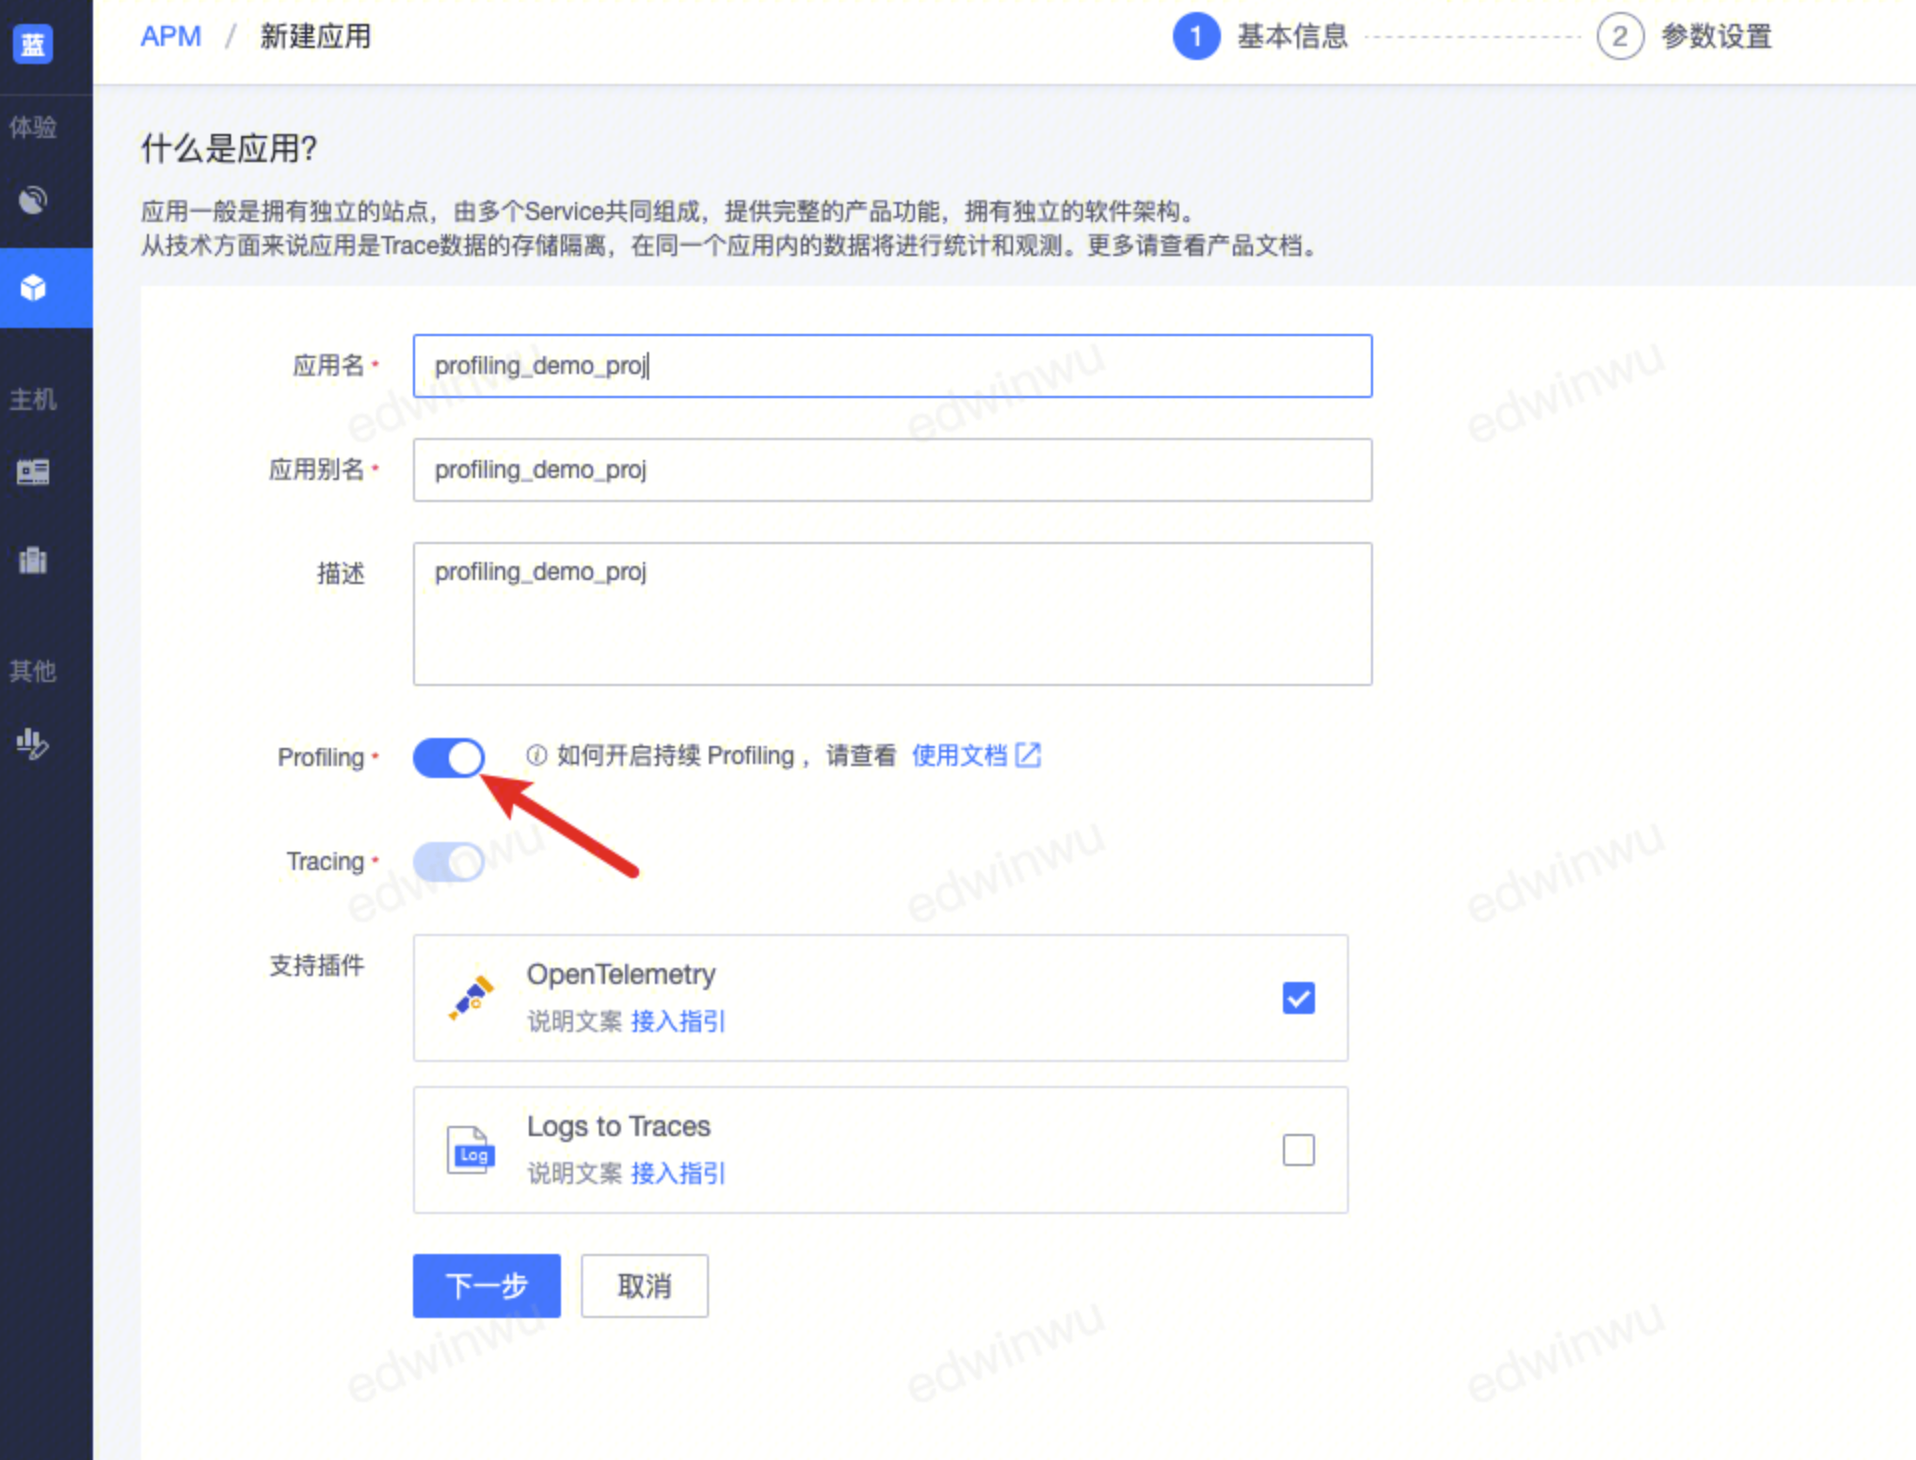 蓝
APM / 新建应用
1 基本信息
2 参数设置
体验
什么是应用?
应用一般是拥有独立的站点，由多个Service共同组成，提供完整的产品功能，拥有独立的软件架构。
从技术方面来说应用是Trace数据的存储隔离，在同一个应用内的数据将进行统计和观测。更多请查看产品文档。
应用名 * profiling_demo_proj
主机
应用别名 * profiling_demo_proj
描述 profiling_demo_proj
其他
Profiling * 如何开启持续 Profiling ，请查看 使用文档
Tracing *
支持插件
OpenTelemetry
说明文案 接入指引
Log
Logs to Traces
说明文案 接入指引
下一步 取消
edwinwu edwinwu edwinwu
edwinwu edwinwu edwinwu
edwinwu edwinwu edwinwu